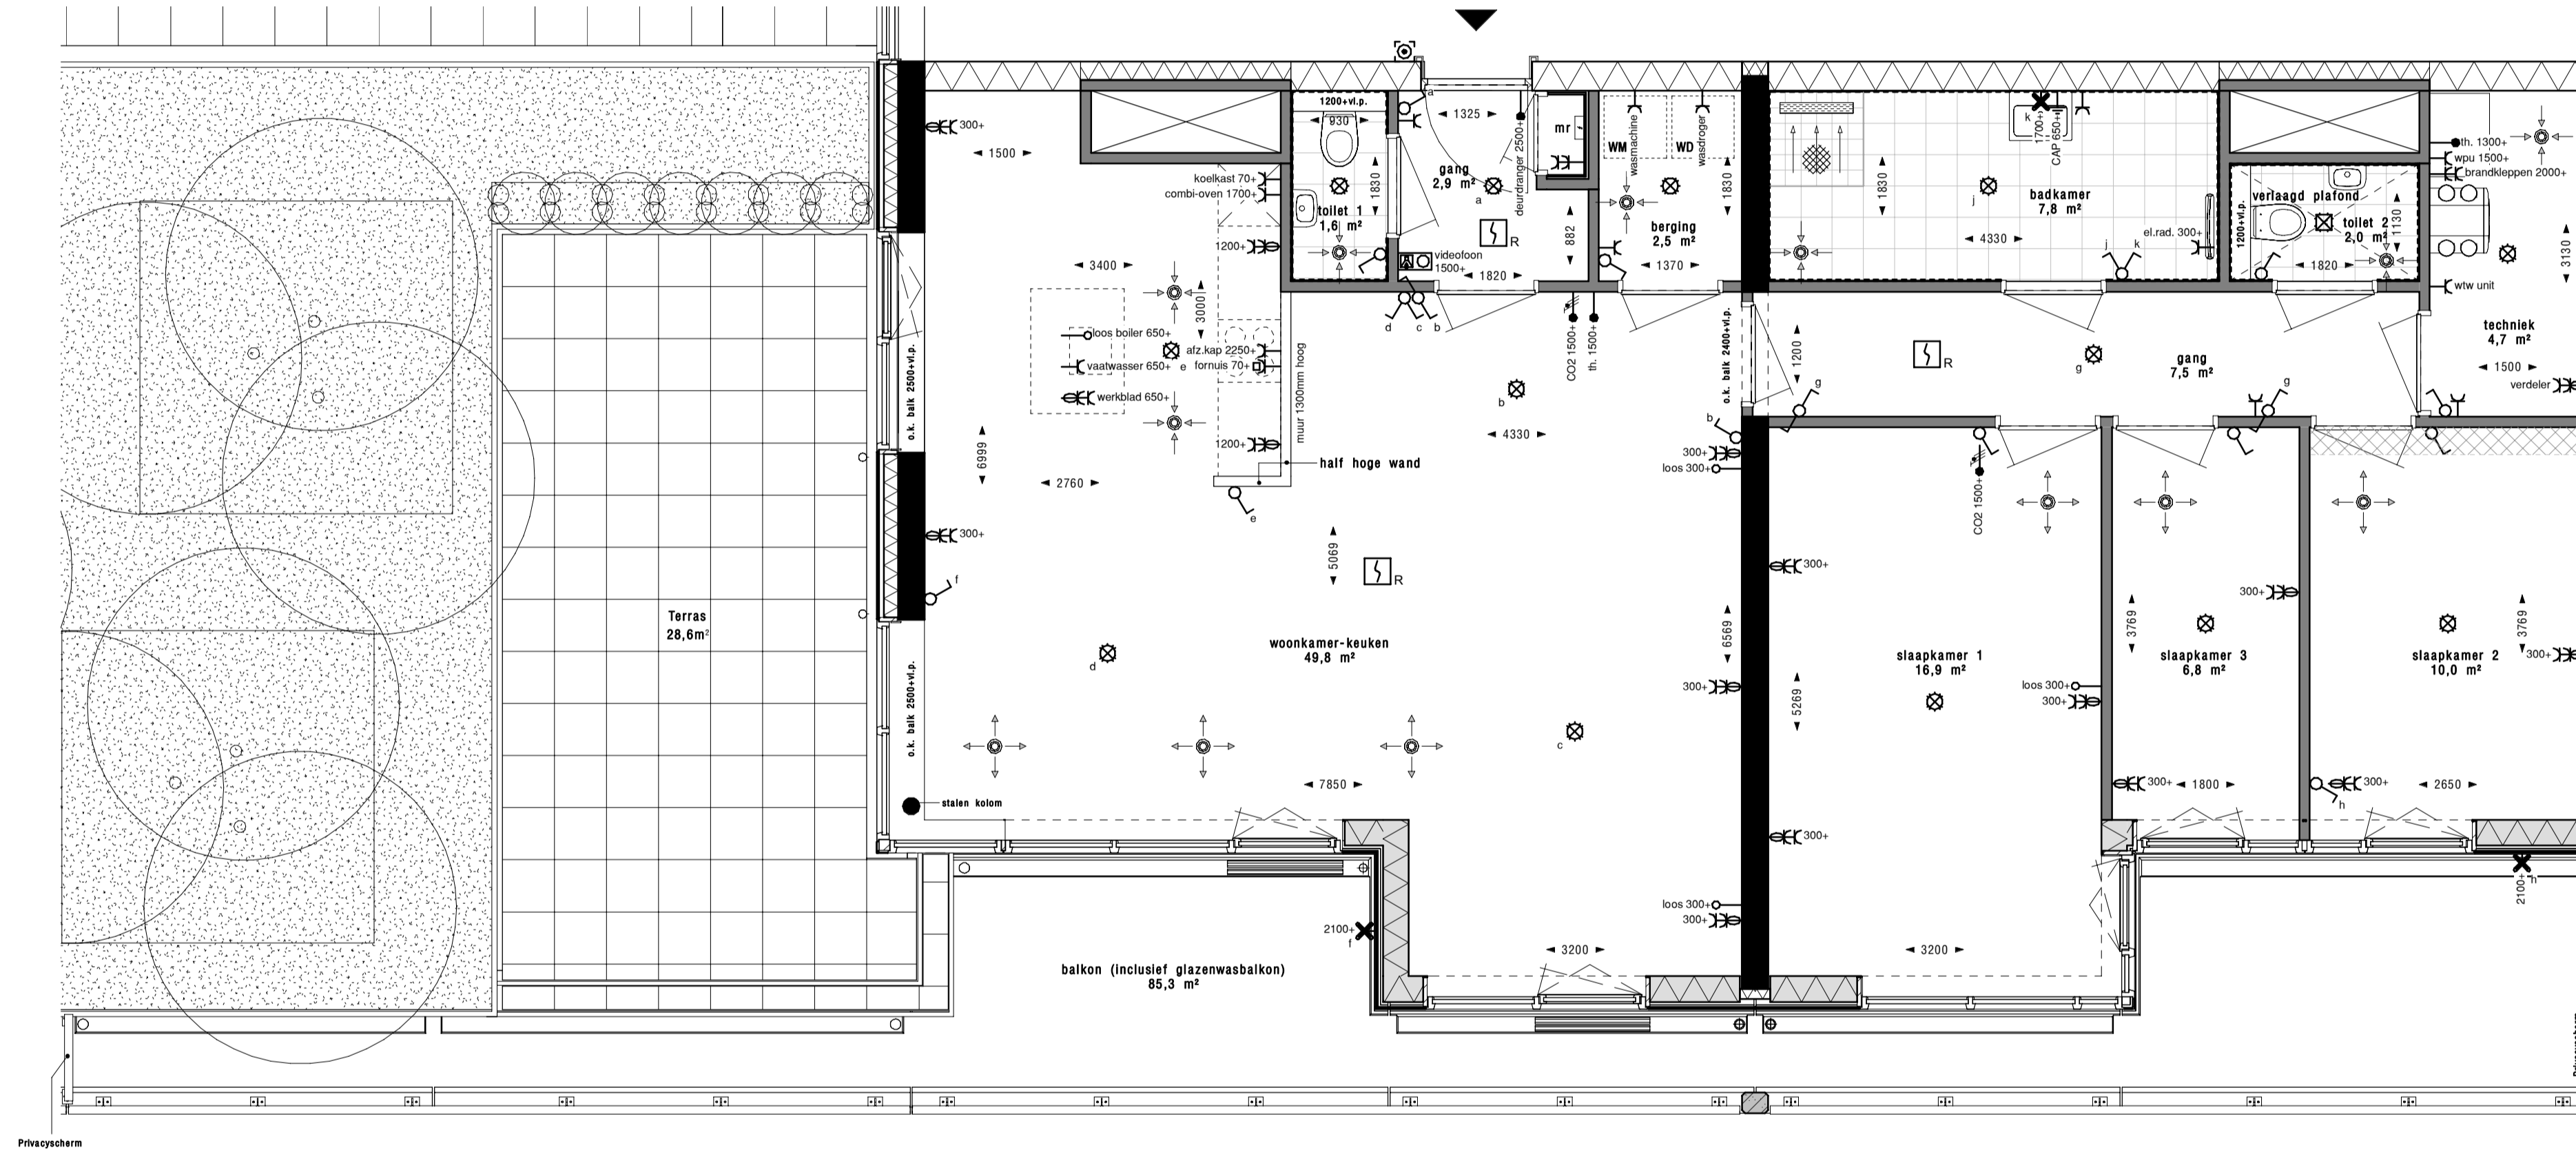 1200+vl.p.
930
1830
toilet 1
1,6 m²
a
1325
gang
2,9 m²
a
deurdranger 2500+
R
videofoon
1500+
1820
882
mr
WM
wasmachine
WD
wasdroger
1830
berging
2,5 m²
1370
300+
1500
koelkast 70+
combi-oven 1700+
1200+
3400
3000
loos boiler 650+
vaatwasser 650+
e
werkblad 650+
afz.kap 2250+
fornuis 70+
1200+
muur 1300mm hoog
half hoge wand
e
6999
2760
d
c
b
CO2 1500+
th. 1500+
b
4330
o.k. balk 2400+vl.p.
b
300+
loos 300+
o.k. balk 2500+vl.p.
300+
f
5069
R
woonkamer-keuken
49,8 m²
d
6569
300+
c
7850
o.k. balk 2500+vl.p.
stalen kolom
loos 300+
300+
3200
2100+
f
balkon (inclusief glazenwasbalkon)
85,3 m²
Terras
28,6m²
Privacyscherm
k
1700+
CAP 650+
1830
j
badkamer
7,8 m²
4330
el.rad. 300+
j
k
verlaagd plafond
1200+vl.p.
toilet 2
2,0 m²
1130
1820
th. 1300+
wpu 1500+
brandkleppen 2000+
3130
wtw unit
techniek
4,7 m²
1500
verdeler
1200
R
g
g
gang
7,5 m²
g
CO2 1500+
300+
5269
slaapkamer 1
16,9 m²
loos 300+
300+
300+
3200
3769
300+
slaapkamer 3
6,8 m²
300+
1800
3769
slaapkamer 2
10,0 m²
300+
300+
h
2650
2100+
h